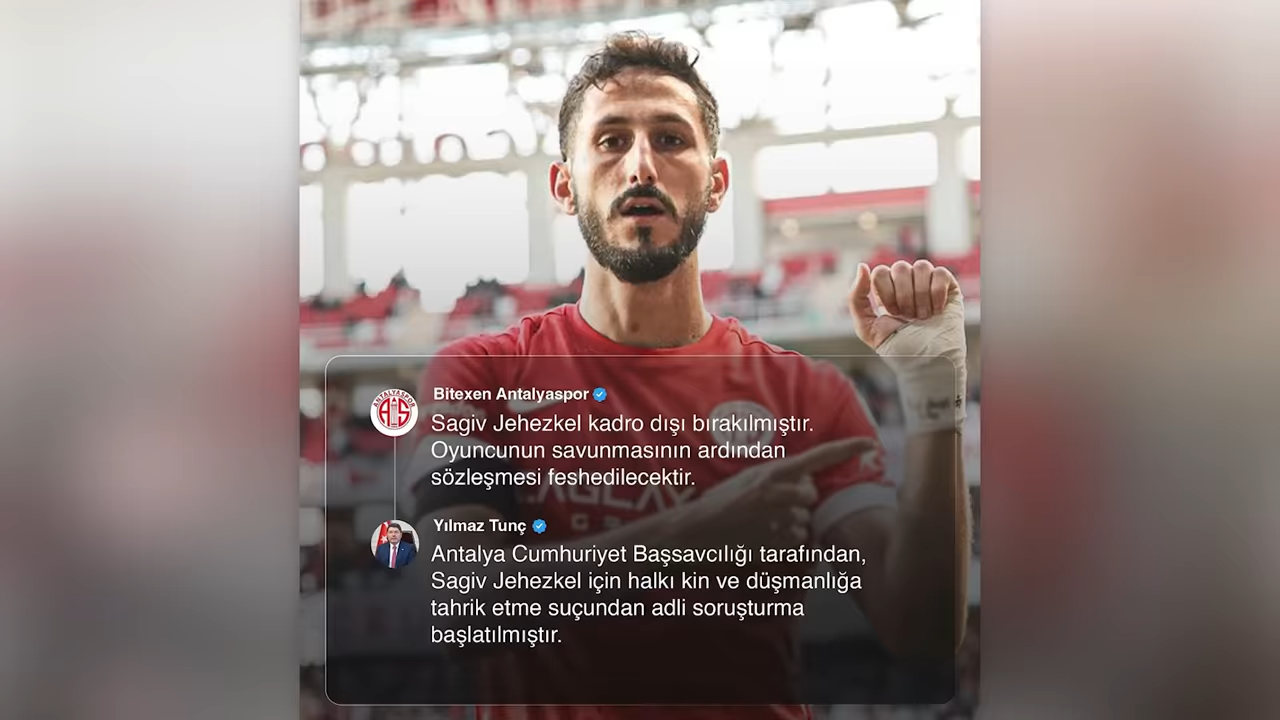 Bitexen Antalyaspor
Sagiv Jehezkel kadro dışı bırakılmıştır.
Oyuncunun savunmasının ardından
sözleşmesi feshedilecektir.
Yılmaz Tunç
Antalya Cumhuriyet Başsavcılığı tarafından,
Sagiv Jehezkel için halkı kin ve düşmanlığa
tahrik etme suçundan adli soruşturma
başlatılmıştır.
ANTALYASPOR